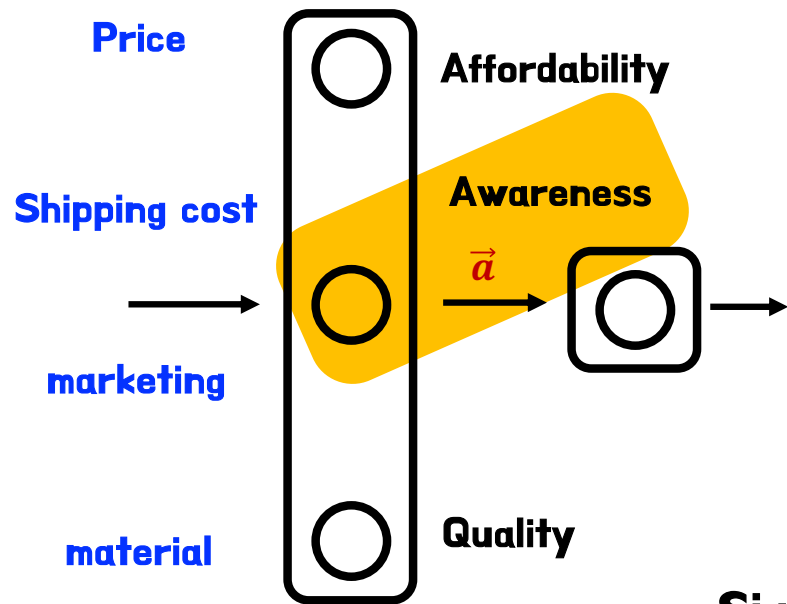 Price
Affordability
Awareness
Shipping cost
a
marketing
Quality
material